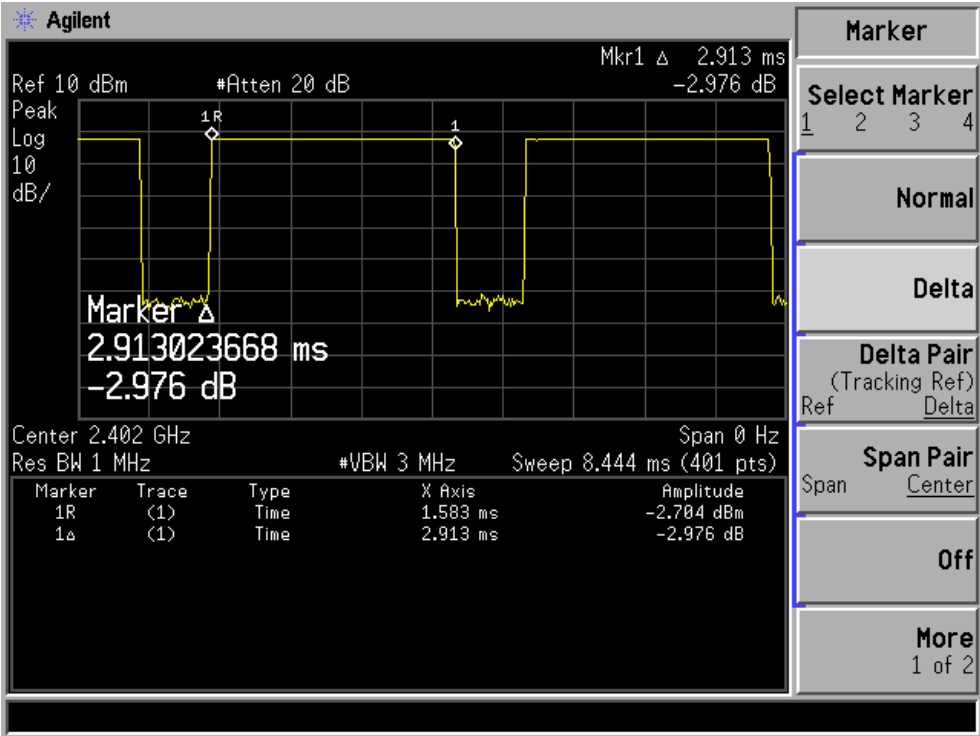 Agilent
Marker
Mkr1 Δ 2.913 ms
Ref 10 dBm #Atten 20 dB -2.976 dB
Peak
Log
10
dB/
1R
1
Marker Δ
2.913023668 ms
-2.976 dB
Center 2.402 GHz Span 0 Hz
Res BW 1 MHz #VBW 3 MHz Sweep 8.444 ms (401 pts)
Marker Trace Type X Axis Amplitude
1R (1) Time 1.583 ms -2.704 dBm
1Δ (1) Time 2.913 ms -2.976 dB
Select Marker
1 2 3 4
Normal
Delta
Delta Pair
(Tracking Ref)
Ref Delta
Span Pair
Span Center
Off
More
1 of 2